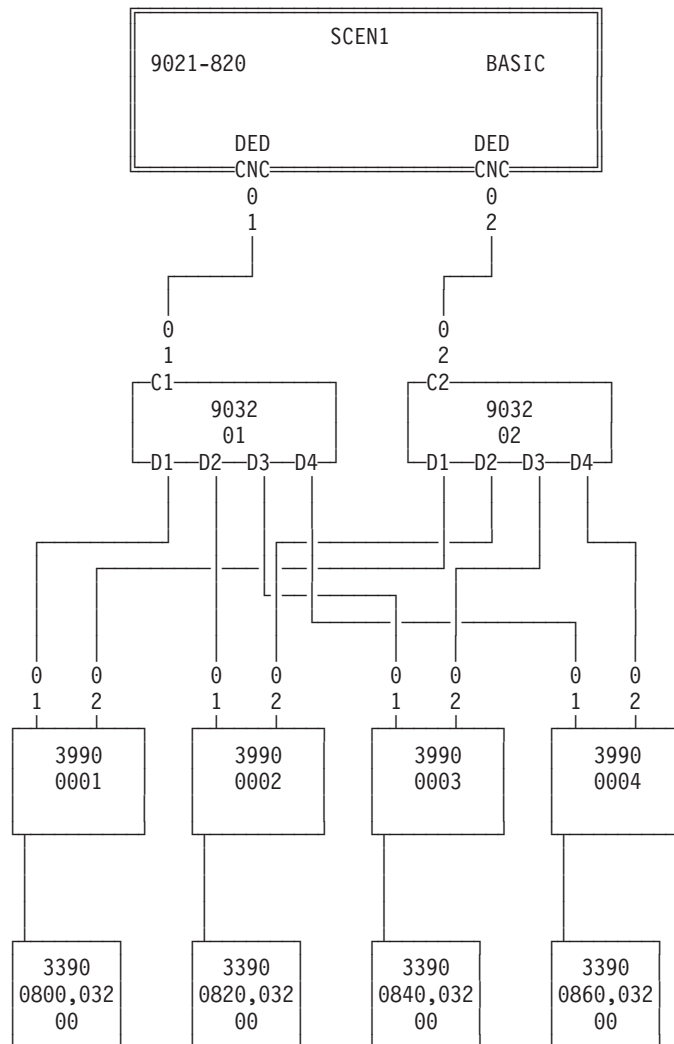 SCEN1
9021-820 BASIC
DED DED
CNC CNC
0 0
1 2
0 0
1 2
C1 C2
9032 9032
01 02
D1 D2 D3 D4 D1 D2 D3 D4
0 0 0 0 0 0 0 0
1 2 1 2 1 2 1 2
3990 3990 3990 3990
0001 0002 0003 0004
3390 3390 3390 3390
0800,032 0820,032 0840,032 0860,032
00 00 00 00